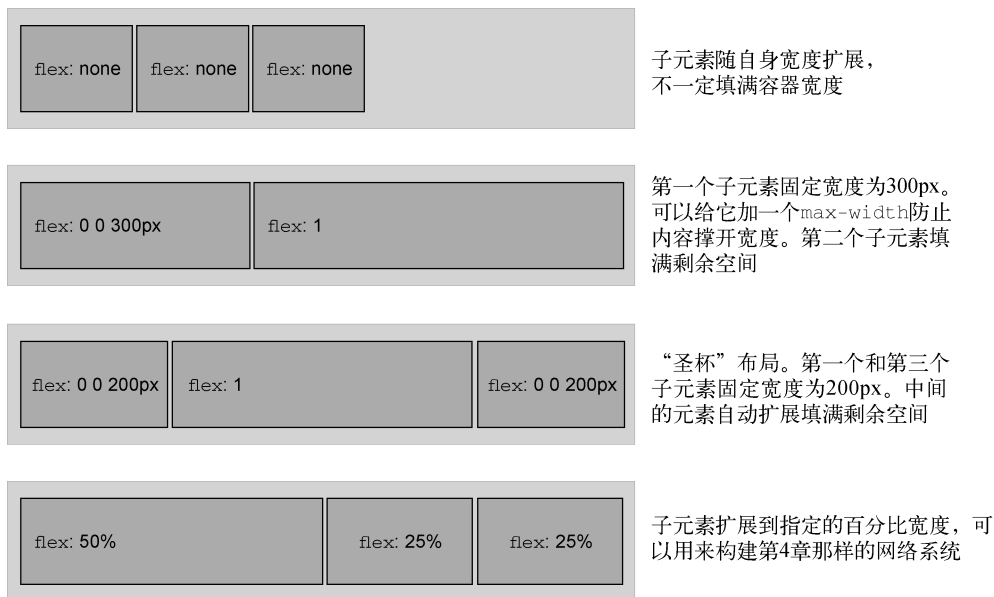 flex: none
flex: none
flex: none
子元素随自身宽度扩展，
不一定填满容器宽度
flex: 0 0 300px
flex: 1
第一个子元素固定宽度为300px。
可以给它加一个max-width防止
内容撑开宽度。第二个子元素填
满剩余空间
flex: 0 0 200px
flex: 1
flex: 0 0 200px
“圣杯”布局。第一个和第三个
子元素固定宽度为200px。中间
的元素自动扩展填满剩余空间
flex: 50%
flex: 25%
flex: 25%
子元素扩展到指定的百分比宽度，可
以用来构建第4章那样的网络系统